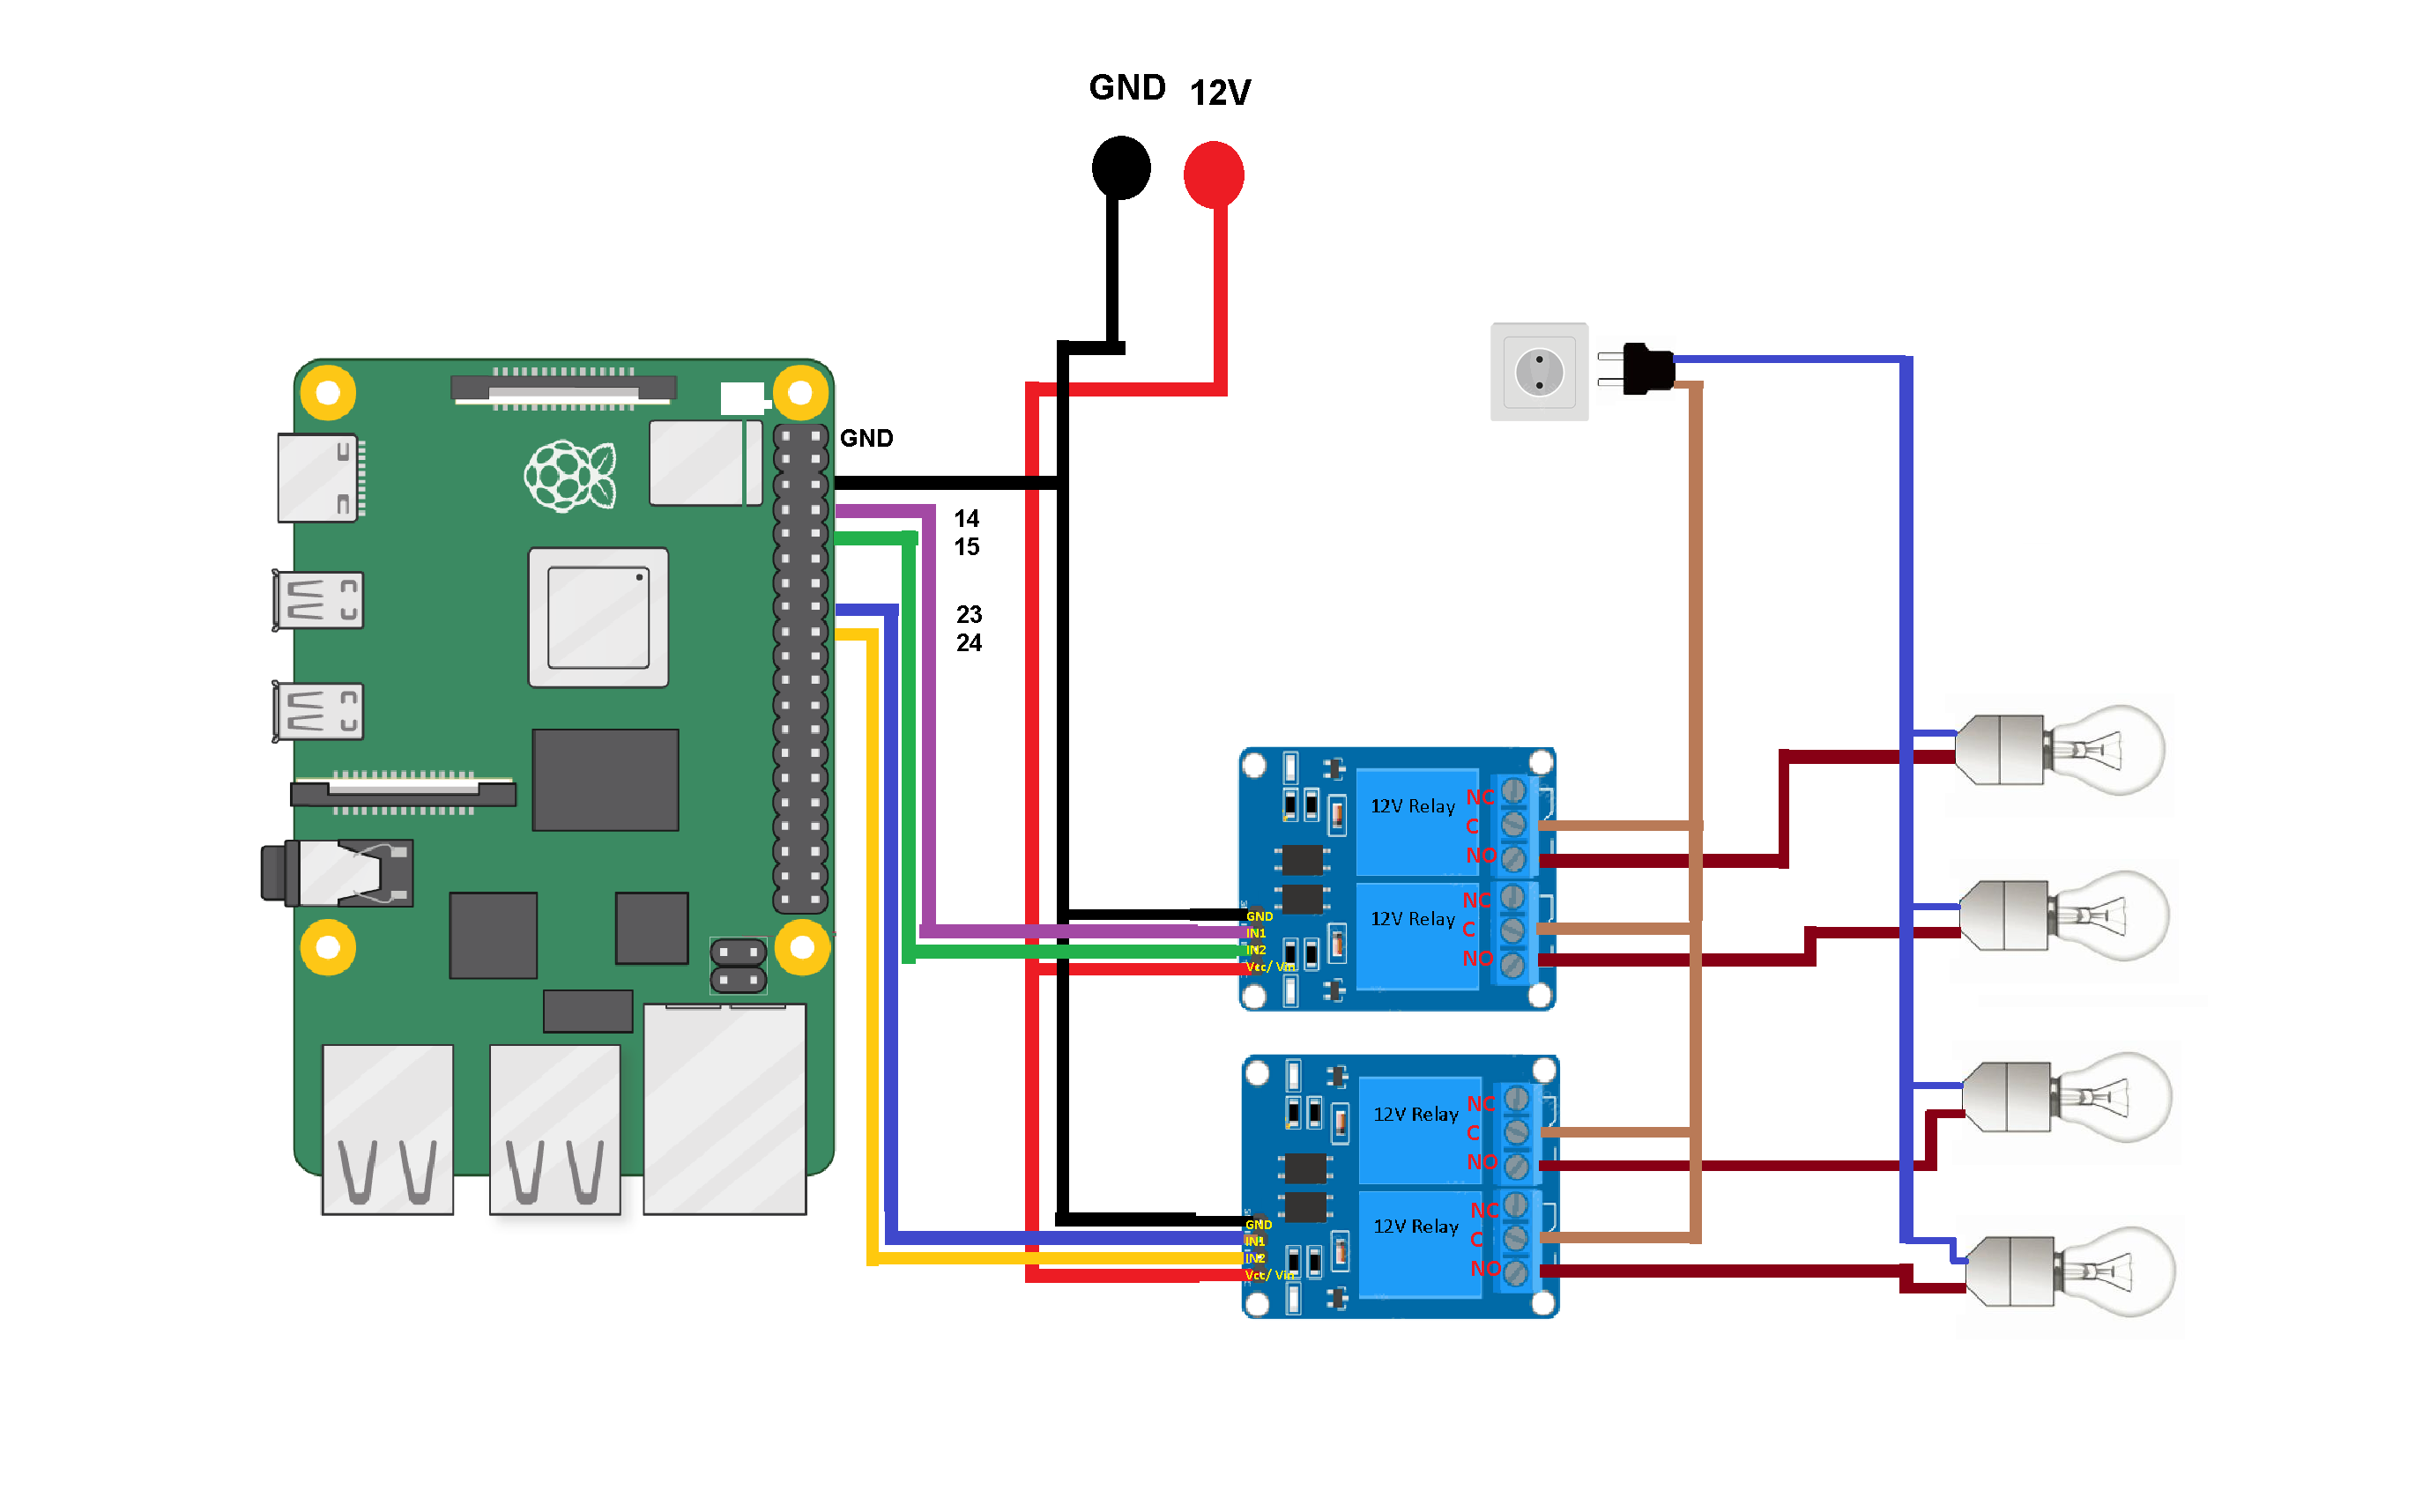 GND 12V
GND
14
15
23
24
12V Relay
NC
C
NO
12V Relay
NC
C
NO
GND
IN1
IN2
Vcc/ Vin
12V Relay
NC
C
NO
12V Relay
NC
C
NO
GND
IN1
IN2
Vcc/ Vin